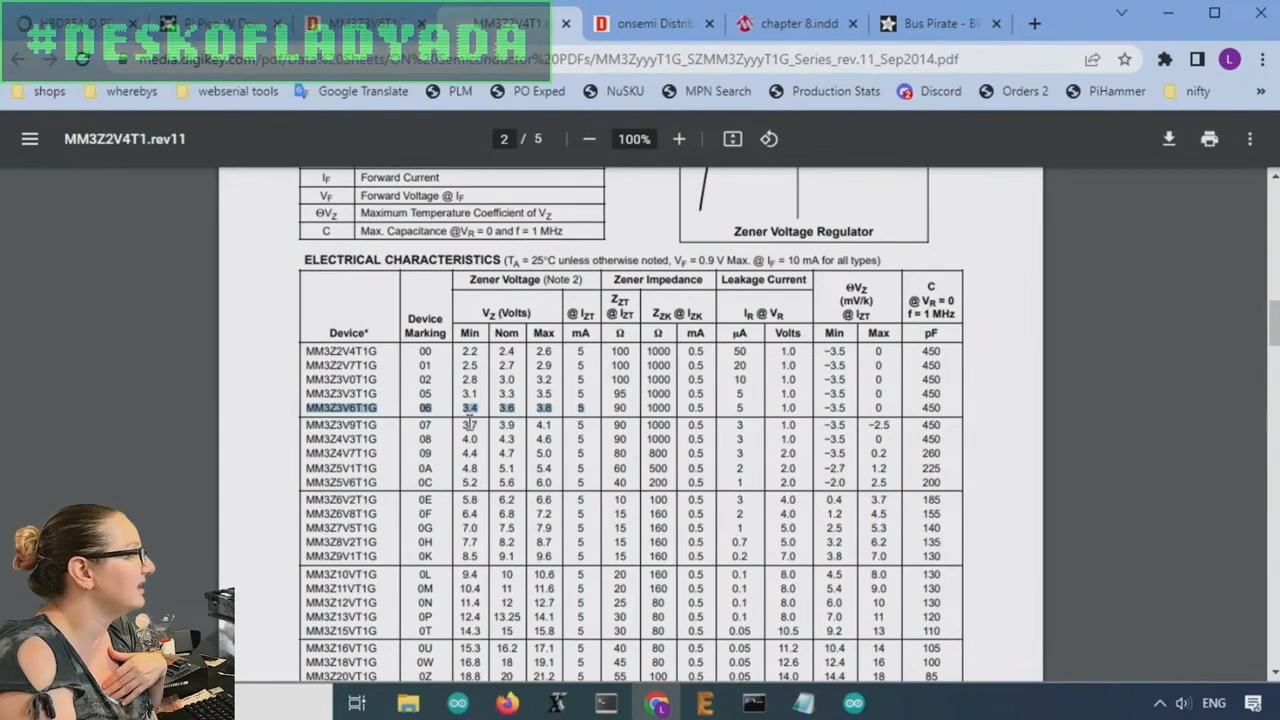 #DESKOFLADYADA
MM3Z3V6T1G
MM3Z2V4T1.r
onsemi Distrib
chapter 8.indd
Bus Pirate - BP
media.digikey.com/pdf/Data%20Sheets/ON%20Semiconductor%20PDFs/MM3ZyyyT1G_SZMM3ZyyyT1G_Series_rev.11_Sep2014.pdf
L
shops
wherebys
webserial tools
Google Translate
PLM
PO Exped
NuSKU
MPN Search
Production Stats
Discord
Orders 2
PiHammer
nifty
»
MM3Z2V4T1.rev11
2 / 5
100%
IF Forward Current
VF Forward Voltage @ IF
ΘVZ Maximum Temperature Coefficient of VZ
C Max. Capacitance @VR = 0 and f = 1 MHz
Zener Voltage Regulator
ELECTRICAL CHARACTERISTICS (TA = 25°C unless otherwise noted, VF = 0.9 V Max. @ IF = 10 mA for all types)
Zener Voltage (Note 2) Zener Impedance Leakage Current
VZ (Volts) @ IZT ZZT @ IZT ZZK @ IZK IR @ VR ΘVZ (mV/k) @ IZT C @ VR = 0 f = 1 MHz
Device* Device Marking Min Nom Max mA Ω Ω mA µA Volts Min Max pF
MM3Z2V4T1G 00 2.2 2.4 2.6 5 100 1000 0.5 50 1.0 −3.5 0 450
MM3Z2V7T1G 01 2.5 2.7 2.9 5 100 1000 0.5 20 1.0 −3.5 0 450
MM3Z3V0T1G 02 2.8 3.0 3.2 5 100 1000 0.5 10 1.0 −3.5 0 450
MM3Z3V3T1G 05 3.1 3.3 3.5 5 95 1000 0.5 5 1.0 −3.5 0 450
MM3Z3V6T1G 06 3.4 3.6 3.8 5 90 1000 0.5 5 1.0 −3.5 0 450
MM3Z3V9T1G 07 3.7 3.9 4.1 5 90 1000 0.5 3 1.0 −3.5 −2.5 450
MM3Z4V3T1G 08 4.0 4.3 4.6 5 90 1000 0.5 3 1.0 −3.5 0 450
MM3Z4V7T1G 09 4.4 4.7 5.0 5 80 800 0.5 3 2.0 −3.5 0.2 260
MM3Z5V1T1G 0A 4.8 5.1 5.4 5 60 500 0.5 2 2.0 −2.7 1.2 225
MM3Z5V6T1G 0C 5.2 5.6 6.0 5 40 200 0.5 1 2.0 −2.0 2.5 200
MM3Z6V2T1G 0E 5.8 6.2 6.6 5 10 100 0.5 3 4.0 0.4 3.7 185
MM3Z6V8T1G 0F 6.4 6.8 7.2 5 15 160 0.5 2 4.0 1.2 4.5 155
MM3Z7V5T1G 0G 7.0 7.5 7.9 5 15 160 0.5 1 5.0 2.5 5.3 140
MM3Z8V2T1G 0H 7.7 8.2 8.7 5 15 160 0.5 0.7 5.0 3.2 6.2 135
MM3Z9V1T1G 0K 8.5 9.1 9.6 5 15 160 0.5 0.2 7.0 3.8 7.0 130
MM3Z10VT1G 0L 9.4 10 10.6 5 20 160 0.5 0.1 8.0 4.5 8.0 130
MM3Z11VT1G 0M 10.4 11 11.6 5 20 160 0.5 0.1 8.0 5.4 9.0 130
MM3Z12VT1G 0N 11.4 12 12.7 5 25 80 0.5 0.1 8.0 6.0 10 130
MM3Z13VT1G 0P 12.4 13.25 14.1 5 30 80 0.5 0.1 8.0 7.0 11 120
MM3Z15VT1G 0T 14.3 15 15.8 5 30 80 0.5 0.05 10.5 9.2 13 110
MM3Z16VT1G 0U 15.3 16.2 17.1 5 40 80 0.5 0.05 11.2 10.4 14 105
MM3Z18VT1G 0W 16.8 18 19.1 5 45 80 0.5 0.05 12.6 12.4 16 100
MM3Z20VT1G 0Z 18.8 20 21.2 5 55 100 0.5 0.05 14.0 14.4 18 85
ENG